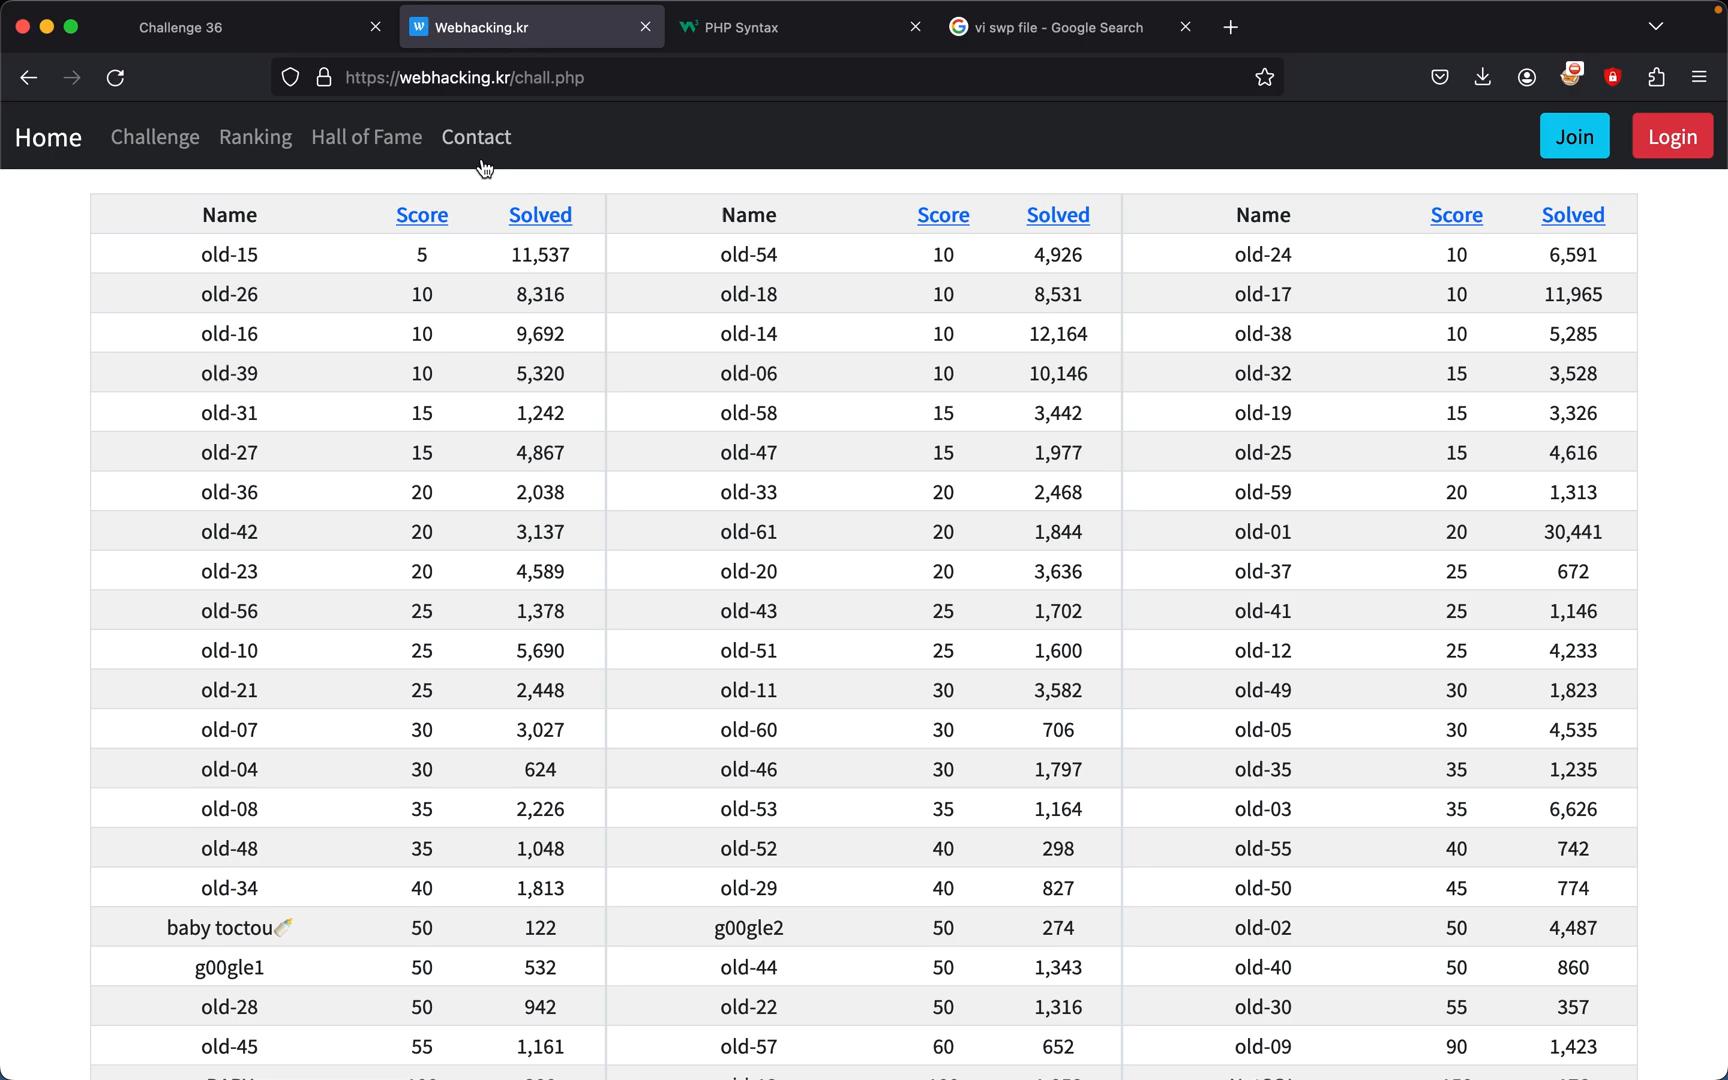 Challenge 36
Webhacking.kr
PHP Syntax
vi swp file - Google Search
https://webhacking.kr/chall.php
Home Challenge Ranking Hall of Fame Contact Join Login
Name Score Solved Name Score Solved Name Score Solved
old-15 5 11,537 old-54 10 4,926 old-24 10 6,591
old-26 10 8,316 old-18 10 8,531 old-17 10 11,965
old-16 10 9,692 old-14 10 12,164 old-38 10 5,285
old-39 10 5,320 old-06 10 10,146 old-32 15 3,528
old-31 15 1,242 old-58 15 3,442 old-19 15 3,326
old-27 15 4,867 old-47 15 1,977 old-25 15 4,616
old-36 20 2,038 old-33 20 2,468 old-59 20 1,313
old-42 20 3,137 old-61 20 1,844 old-01 20 30,441
old-23 20 4,589 old-20 20 3,636 old-37 25 672
old-56 25 1,378 old-43 25 1,702 old-41 25 1,146
old-10 25 5,690 old-51 25 1,600 old-12 25 4,233
old-21 25 2,448 old-11 30 3,582 old-49 30 1,823
old-07 30 3,027 old-60 30 706 old-05 30 4,535
old-04 30 624 old-46 30 1,797 old-35 35 1,235
old-08 35 2,226 old-53 35 1,164 old-03 35 6,626
old-48 35 1,048 old-52 40 298 old-55 40 742
old-34 40 1,813 old-29 40 827 old-50 45 774
baby toctou🍼 50 122 g00gle2 50 274 old-02 50 4,487
g00gle1 50 532 old-44 50 1,343 old-40 50 860
old-28 50 942 old-22 50 1,316 old-30 55 357
old-45 55 1,161 old-57 60 652 old-09 90 1,423